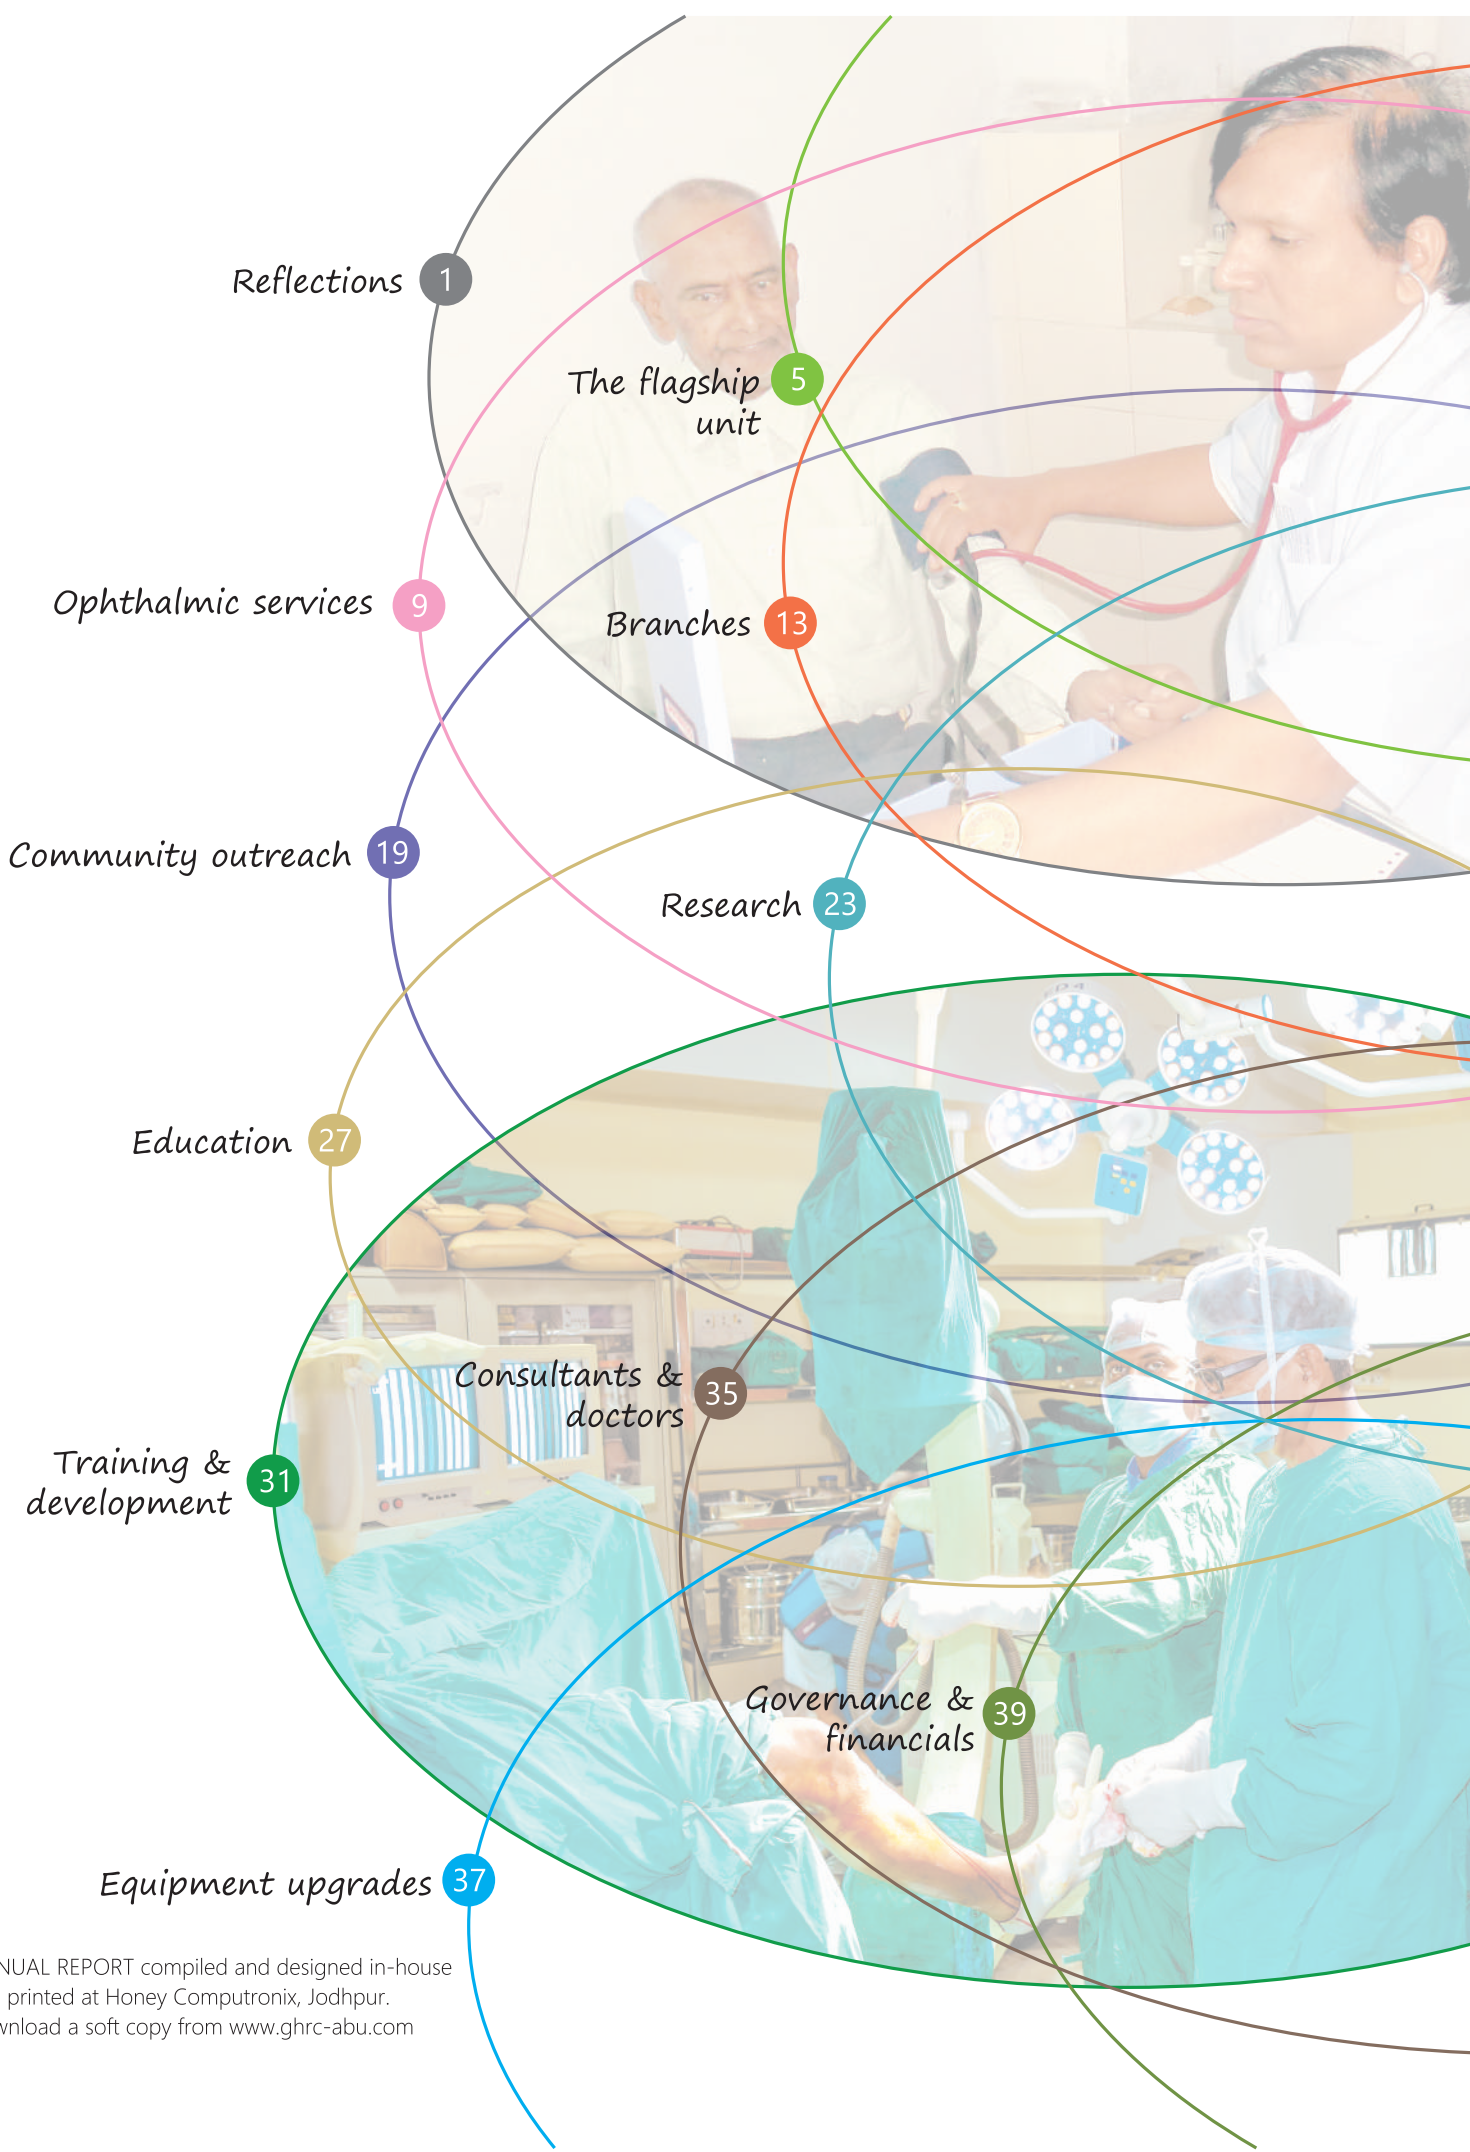 Reflections 1
The flagship 5
unit
Ophthalmic services 9
Branches 13
Community outreach 19
Research 23
Education 27
Training & 31
development
Consultants & 35
doctors
Equipment upgrades 37
Governance & 39
financials
NUAL REPORT compiled and designed in-house
printed at Honey Computronix, Jodhpur.
wnload a soft copy from www.ghrc-abu.com